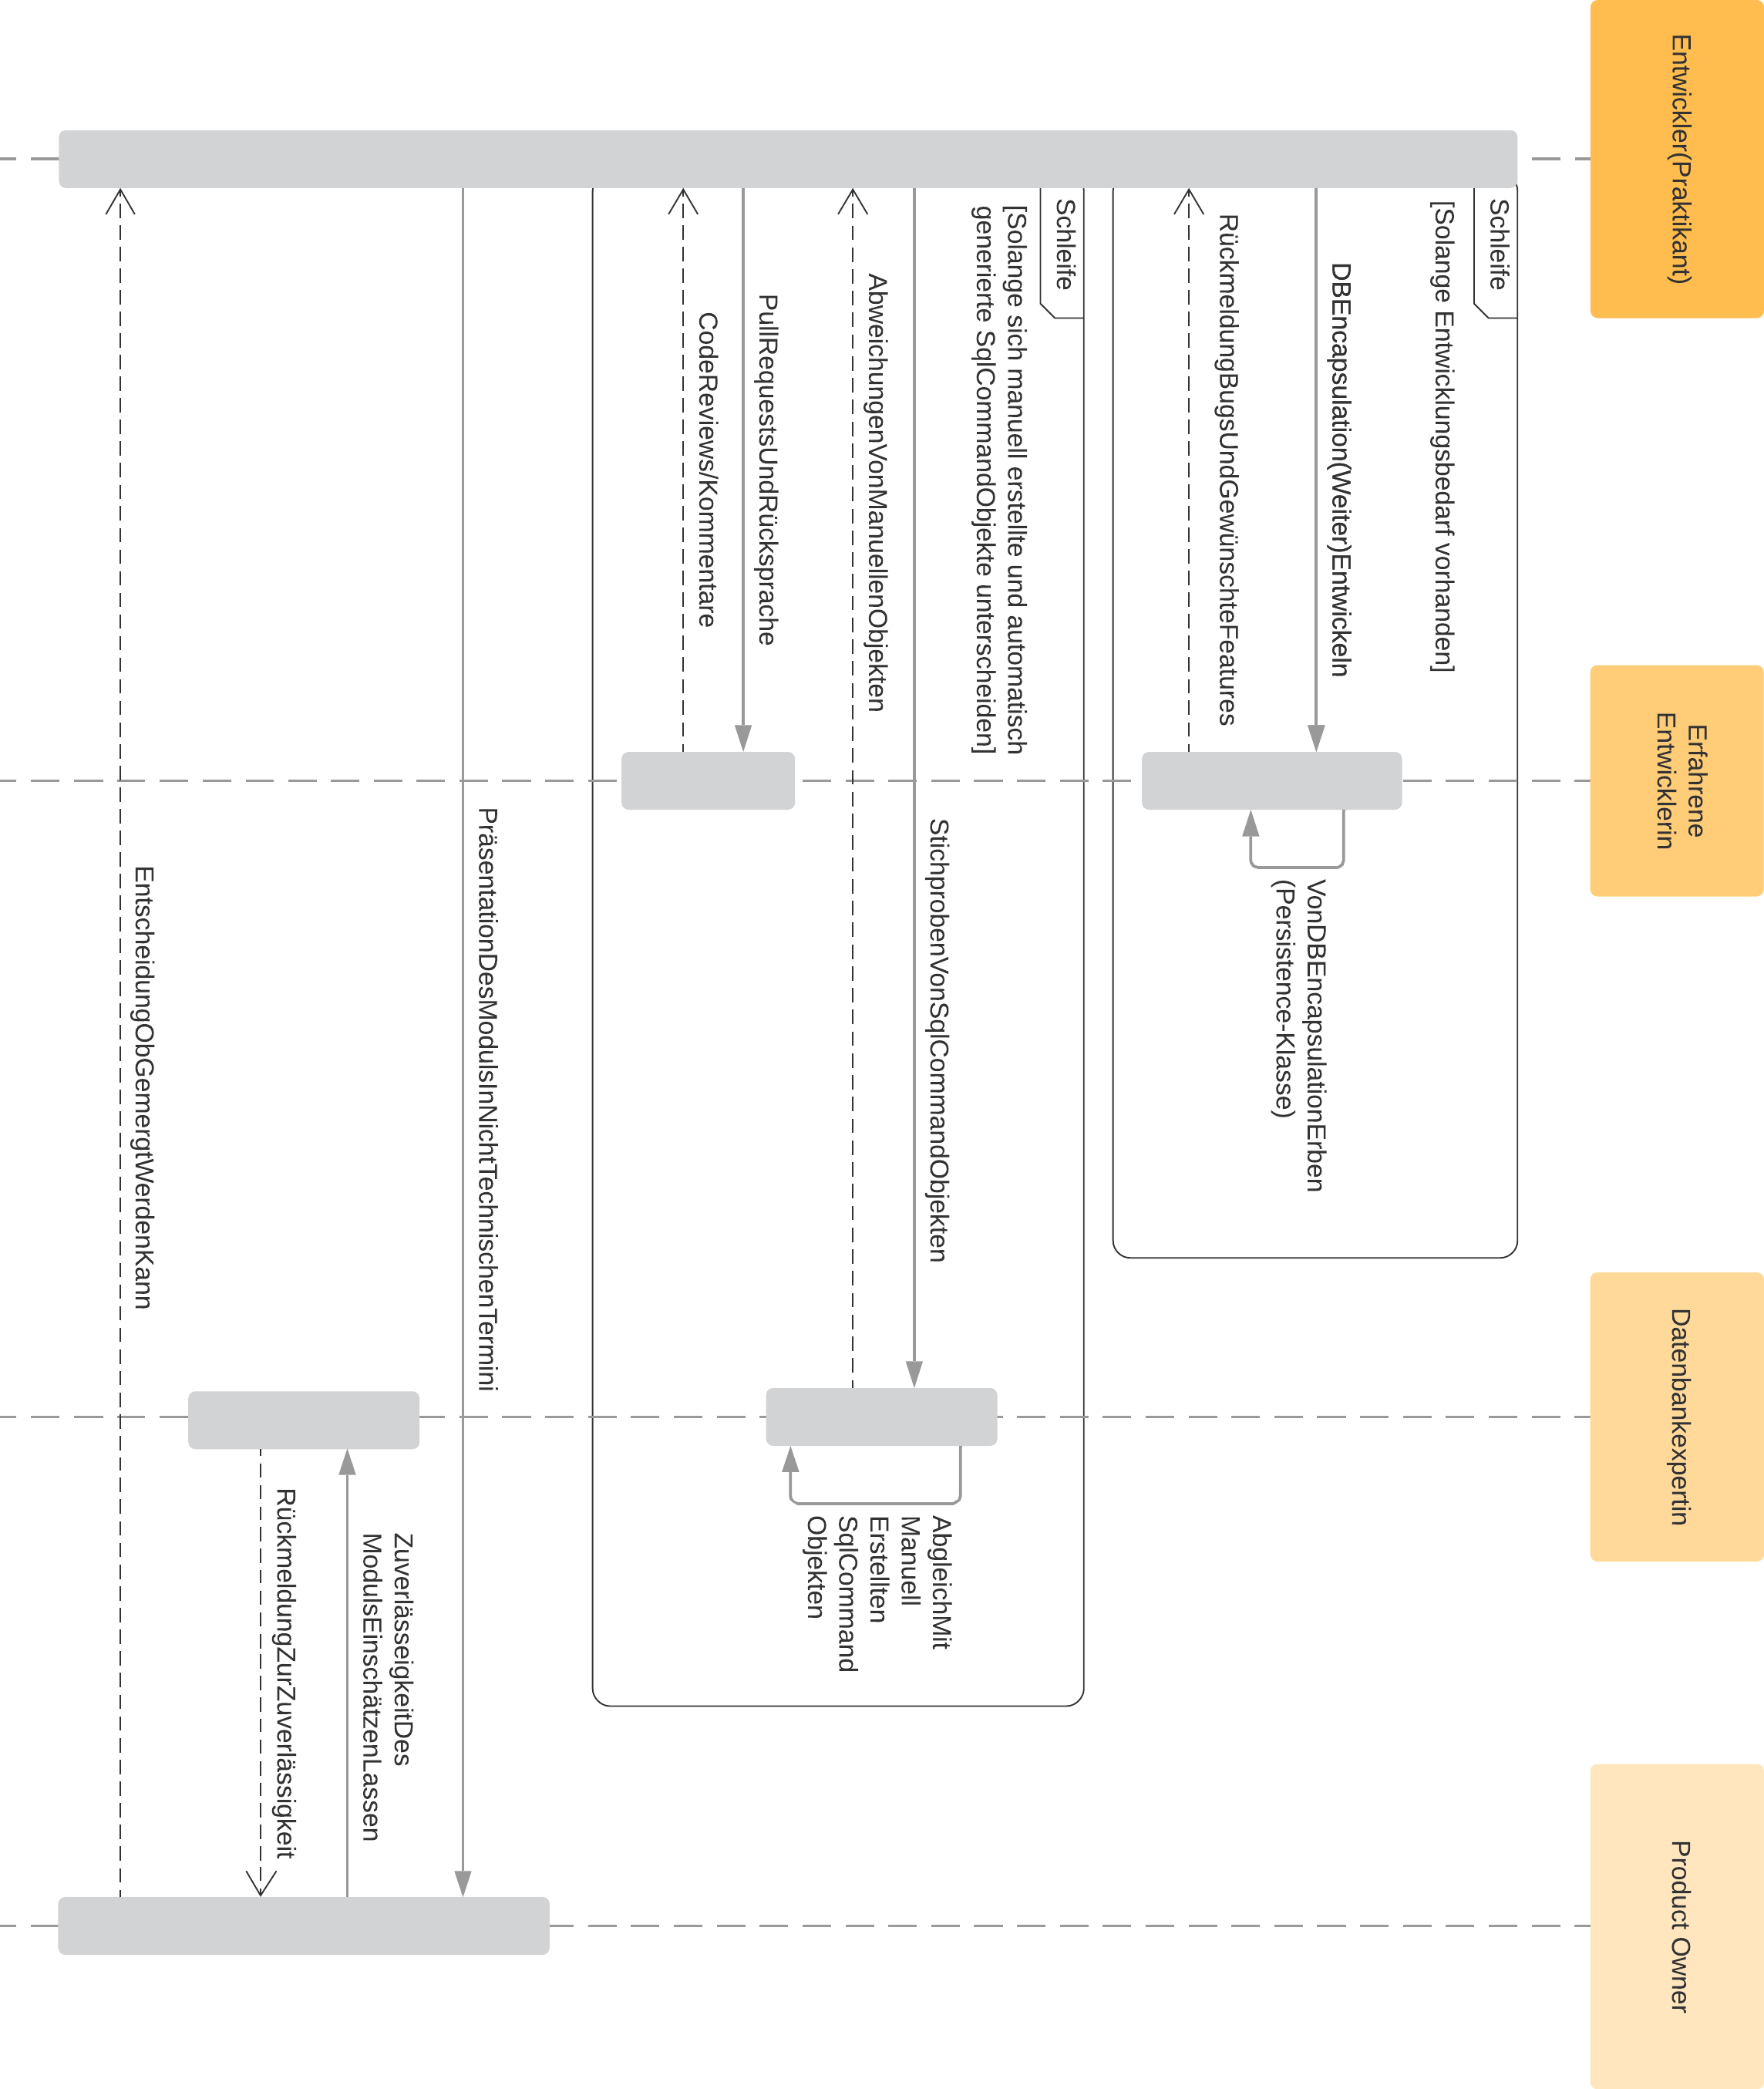 Entwickler(Praktikant)
Erfahrene
Entwicklerin
Datenbankexpertin
Product Owner
Schleife
[Solange Entwicklungsbedarf vorhanden]
DBEncapsulation(Weiter)Entwickeln
VonDBEncapsulationErben
(Persistence-Klasse)
RückmeldungBugsUndGewünschteFeatures
Schleife
[Solange sich manuell erstellte und automatisch
generierte SqlCommandObjekte unterscheiden]
StichprobenVonSqlCommandObjekten
AbgleichMit
Manuell
Erstellten
SqlCommand
Objekten
AbweichungenVonManuellenObjekten
PullRequestsUndRücksprache
CodeReviews/Kommentare
PräsentationDesModulsInNichtTechnischenTermini
ZuverlässeigkeitDes
ModulsEinschätzenLassen
RückmeldungZurZuverlässigkeit
EntscheidungObGemergtWerdenKann